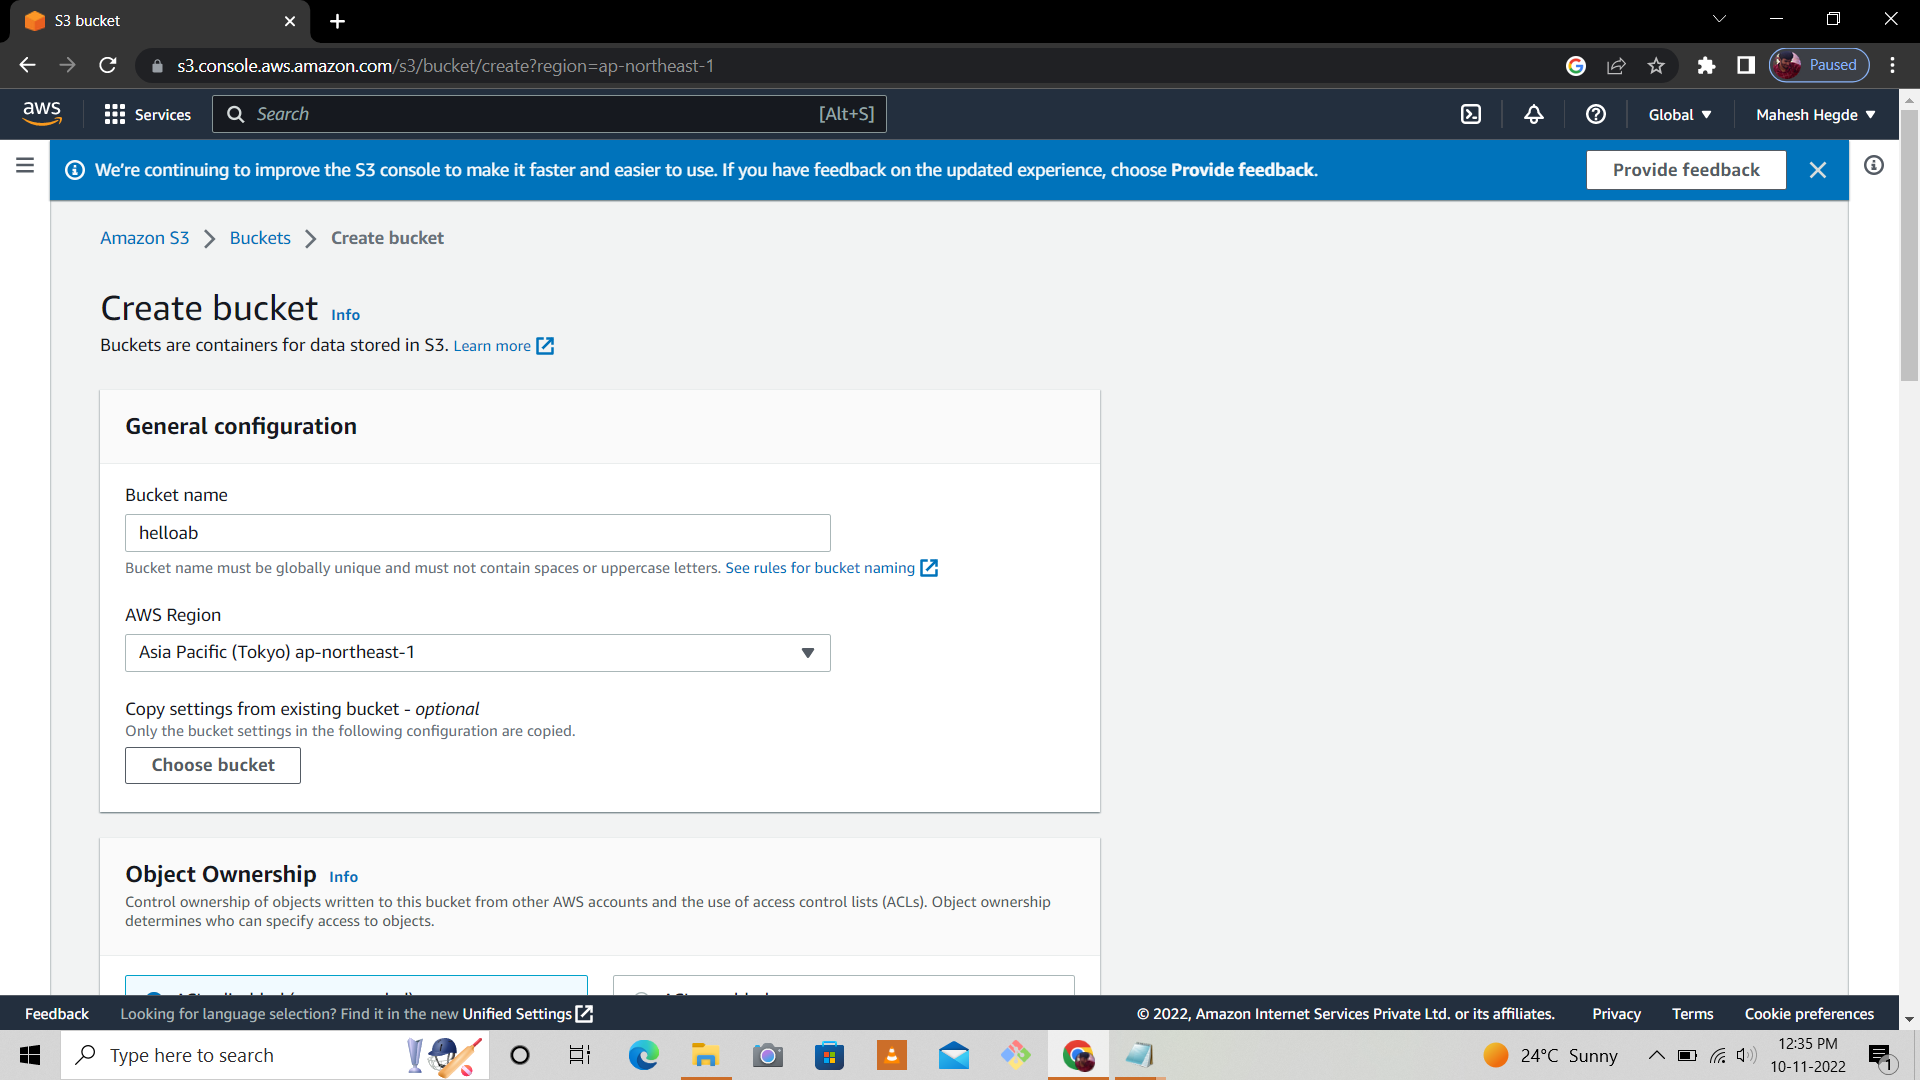 S3 bucket
s3.console.aws.amazon.com/s3/bucket/create?region=ap-northeast-1
Paused
aws
Services
Search
[Alt+S]
Global
Mahesh Hegde
We're continuing to improve the S3 console to make it faster and easier to use. If you have feedback on the updated experience, choose Provide feedback.
Provide feedback
Amazon S3 > Buckets > Create bucket
Create bucket Info
Buckets are containers for data stored in S3. Learn more
General configuration
Bucket name
helloab
Bucket name must be globally unique and must not contain spaces or uppercase letters. See rules for bucket naming
AWS Region
Asia Pacific (Tokyo) ap-northeast-1
Copy settings from existing bucket - optional
Only the bucket settings in the following configuration are copied.
Choose bucket
Object Ownership Info
Control ownership of objects written to this bucket from other AWS accounts and the use of access control lists (ACLs). Object ownership
determines who can specify access to objects.
Feedback
Looking for language selection? Find it in the new Unified Settings
© 2022, Amazon Internet Services Private Ltd. or its affiliates.
Privacy
Terms
Cookie preferences
Type here to search
24°C Sunny
12:35 PM
10-11-2022
1